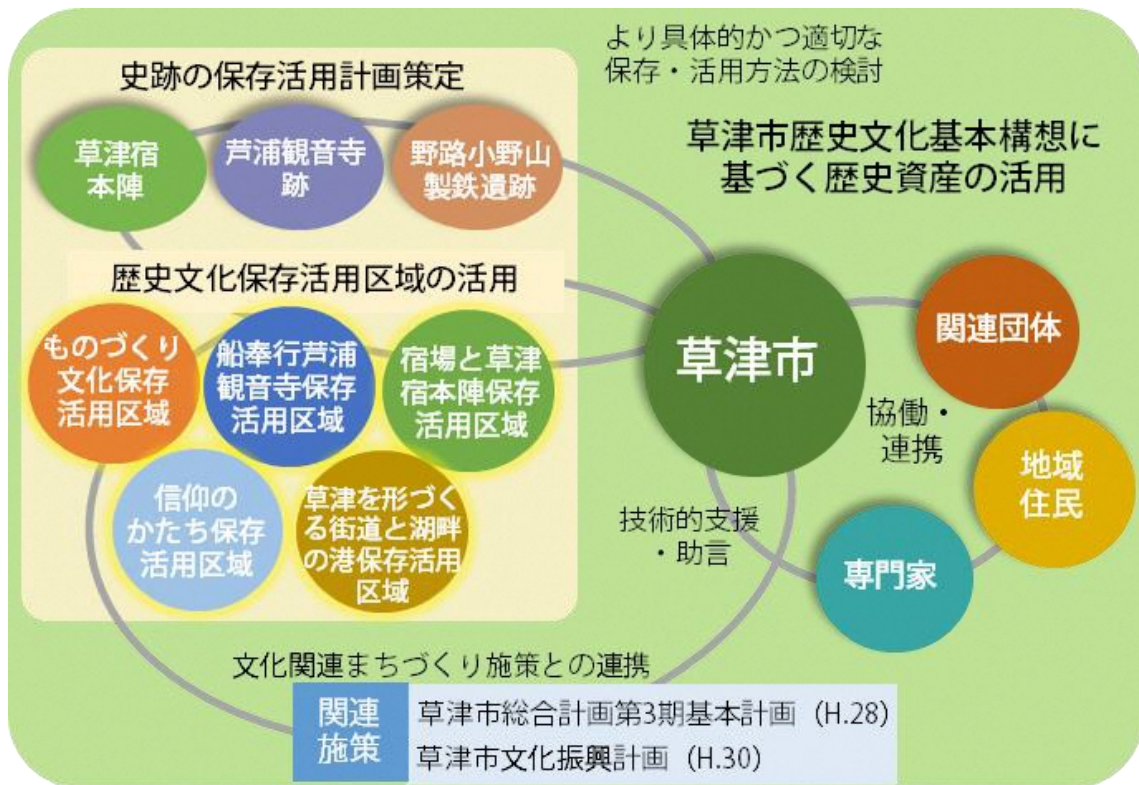 より具体的かつ適切な
保存・活用方法の検討
史跡の保存活用計画策定
草津宿
本陣
芦浦観音寺
跡
野路小野山
製鉄遺跡
草津市歴史文化基本構想に
基づく歴史資産の活用
歴史文化保存活用区域の活用
ものづくり
文化保存
活用区域
船奉行芦浦
観音寺保存
活用区域
宿場と草津
宿本陣保存
活用区域
信仰の
かたち保存
活用区域
草津を形づく
る街道と湖畔
の港保存活用
区域
草津市
関連団体
協働・
連携
地域
住民
技術的支援
・助言
専門家
文化関連まちづくり施策との連携
関連
施策
草津市総合計画第3期基本計画（H.28）
草津市文化振興計画（H.30）